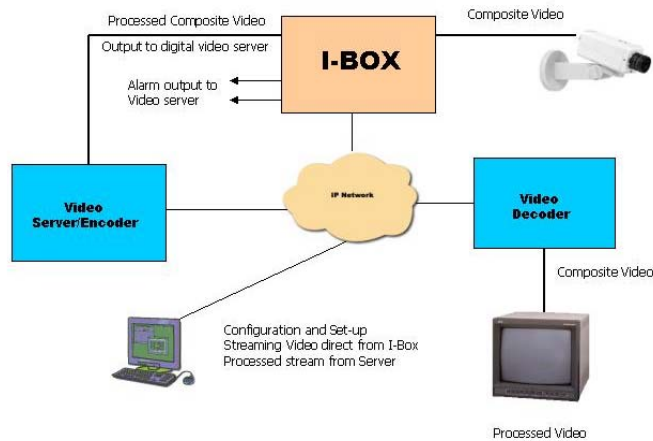 Processed Composite Video
Composite Video
Output to digital video server
I-BOX
Alarm output to
Video server
IP Network
Video
Server/Encoder
Video
Decoder
Composite Video
Configuration and Set-up
Streaming Video direct from I-Box
Processed stream from Server
Processed Video